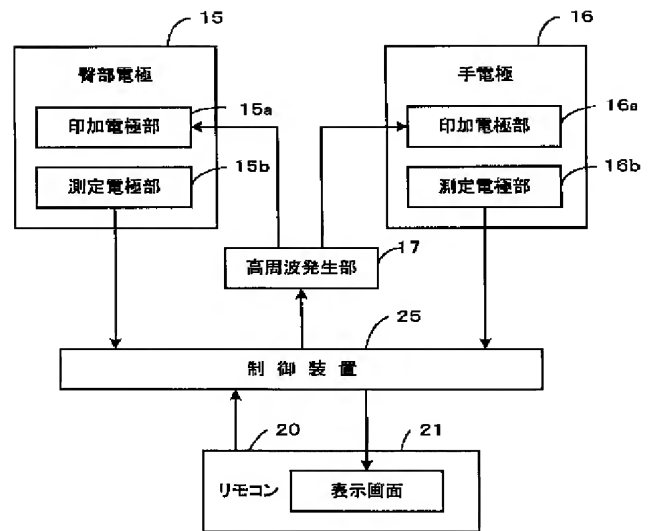 15
16
臀部電極
手電極
15a
16a
印加電極部
印加電極部
15b
16b
測定電極部
測定電極部
17
高周波発生部
25
制御装置
20
21
リモコン
表示画面